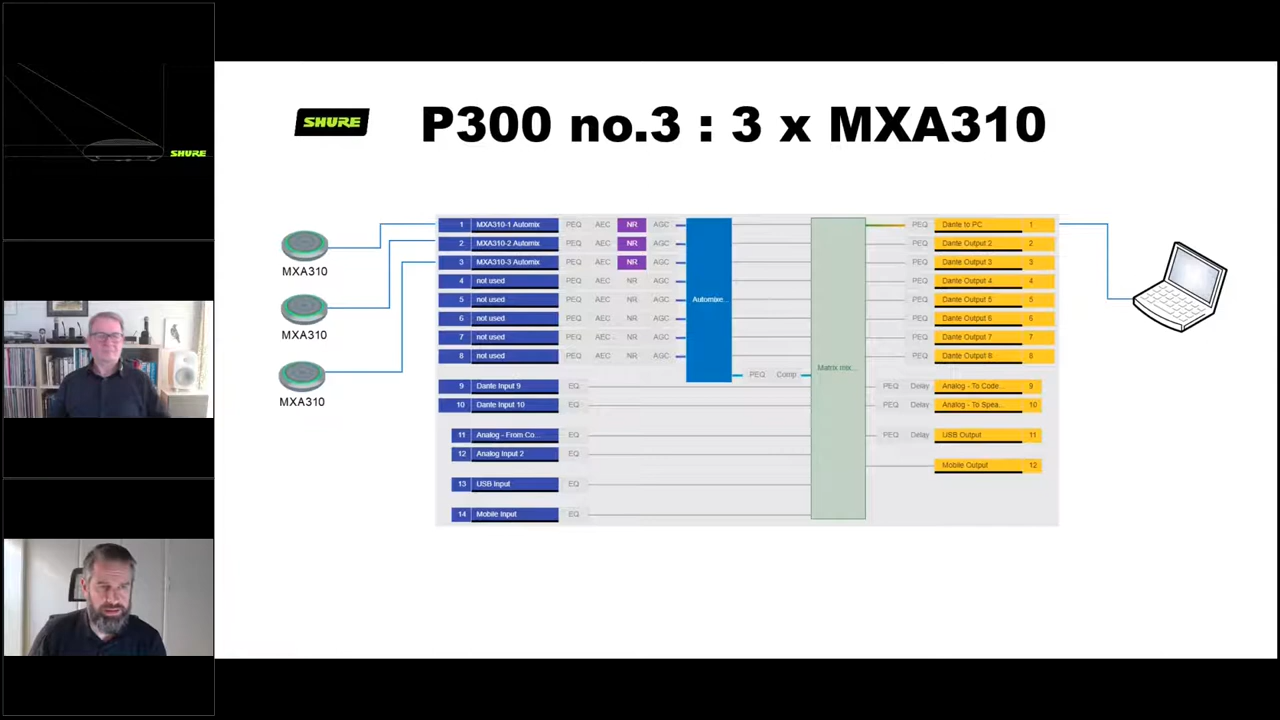 SHURE
SHURE P300 no.3 : 3 x MXA310
MXA310
MXA310
MXA310
1 MXA310-1 Automix PEQ AEC NR AGC
2 MXA310-2 Automix PEQ AEC NR AGC
3 MXA310-3 Automix PEQ AEC NR AGC
4 not used PEQ AEC NR AGC
5 not used PEQ AEC NR AGC
6 not used PEQ AEC NR AGC
7 not used PEQ AEC NR AGC
8 not used PEQ AEC NR AGC
9 Dante Input 9 EQ
10 Dante Input 10 EQ
11 Analog - From Co... EQ
12 Analog Input 2 EQ
13 USB Input EQ
14 Mobile Input EQ
Automixe...
PEQ Comp
Matrix mix...
PEQ Dante to PC 1
PEQ Dante Output 2 2
PEQ Dante Output 3 3
PEQ Dante Output 4 4
PEQ Dante Output 5 5
PEQ Dante Output 6 6
PEQ Dante Output 7 7
PEQ Dante Output 8 8
PEQ Delay Analog - To Code... 9
PEQ Delay Analog - To Spea... 10
PEQ Delay USB Output 11
Mobile Output 12